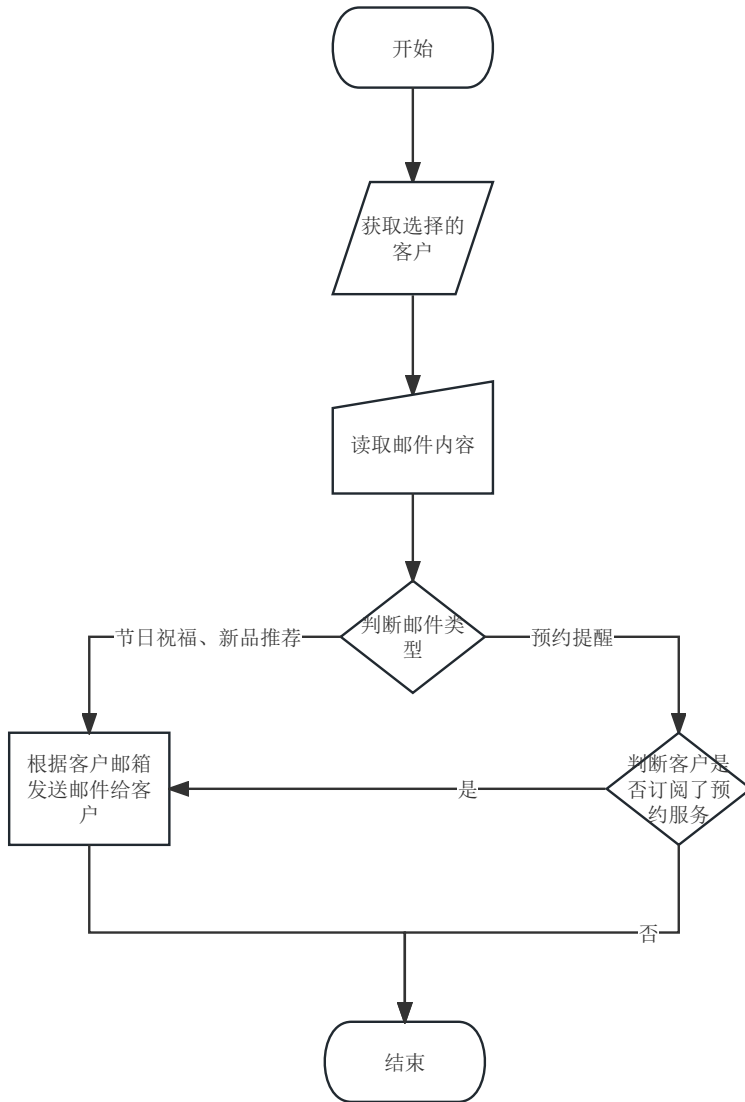 开始
获取选择的
客户
读取邮件内容
判断邮件类
型
节日祝福、新品推荐
预约提醒
根据客户邮箱
发送邮件给客
户
是
判断客户是
否订阅了预
约服务
否
结束